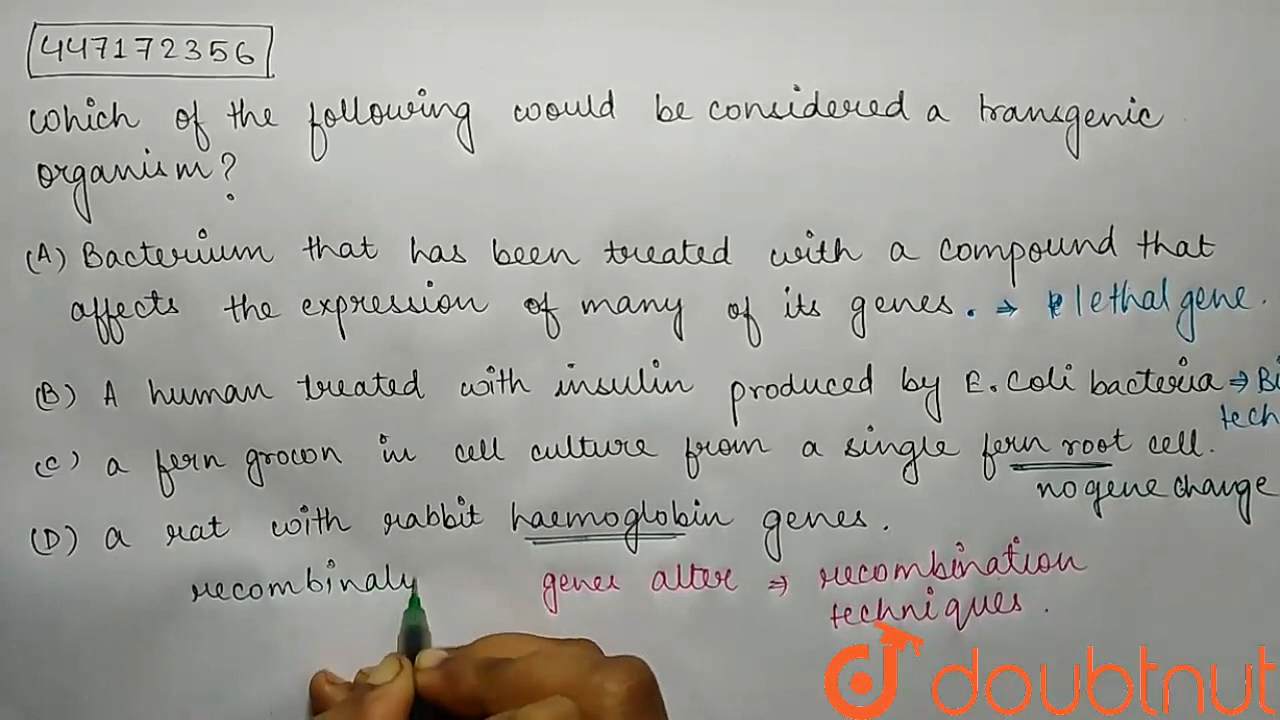 447172356
Which of the following would be considered a transgenic
organism?
(A) Bacterium that has been treated with a compound that
affects the expression of many of its genes. ⇒ lethal gene.
(B) A human treated with insulin produced by E. Coli bacteria ⇒ Bi
tech
(C) a fern grown in cell culture from a single fern root cell.
no gene change
(D) a rat with rabbit haemoglobin genes.
recombinaly
genes alter ⇒ recombination
techniques.
doubtnut